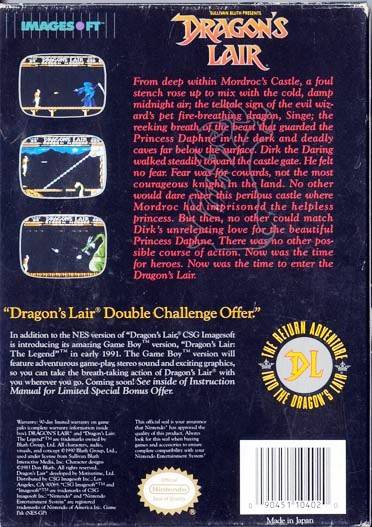 IMAGESOFT™
SULLIVAN BLUTH PRESENTS
DRAGON'S
LAIR
DRAGON'S LAIR
DRAGON'S LAIR
DRAGON'S LAIR
From deep within Mordroc's Castle, a foul
stench rose up to mix with the cold, damp
midnight air; the telltale sign of the evil wiz-
ard's pet fire-breathing dragon, Singe; the
reeking breath of the beast that guarded the
Princess Daphne in the dark and deadly
caves far below the surface. Dirk the Daring
walked steadily toward the castle gate. He felt
no fear. Fear was for cowards, not the most
courageous knight in the land. No other
would dare enter this perilous castle where
Mordroc had imprisoned the helpless
princess. But then, no other could match
Dirk's unrelenting love for the beautiful
Princess Daphne. There was no other pos-
sible course of action. Now was the time
for heroes. Now was the time to enter the
Dragon's Lair.
"Dragon's Lair® Double Challenge Offer."
In addition to the NES version of "Dragon's Lair,® CSG Imagesoft
is introducing its amazing Game Boy™ version, "Dragon's Lair:
The Legend"™ in early 1991. The Game Boy™ version will
feature adventurous game-play, stereo sound and exciting graphics,
so you can take the breath-taking action of Dragon's Lair® with
you wherever you go. Coming soon! See inside of Instruction
Manual for Limited Special Bonus Offer.
THE RETURN ADVENTURE
DL
INTO THE DRAGON'S LAIR
Warranty: 90-day limited warranty on game
paks (complete warranty information inside
box). DRAGON'S LAIR® and "Dragon's Lair:
The Legend"™ are trademarks owned by
Bluth Group, Ltd. All characters, audio,
visuals, and concept ©1990 Bluth Group, Ltd.,
used under license from Sullivan Bluth
Interactive Media, Inc. Character designs
©1983 Don Bluth. All rights reserved.
Dragon's Lair® developed by Motivetime, Ltd.
Distributed by CSG Imagesoft Inc., Los
Angeles, CA 90069. "CSG Imagesoft"™ and
"Imagesoft"™ are trademarks of CSG
Imagesoft Inc. "Nintendo"® and "Nintendo
Entertainment System"® are registered
trademarks of Nintendo of America Inc. Game
Pak (NES-GP)
This official seal is your assurance
that Nintendo® has approved the
quality of this product. Always
look for this seal when buying
games and accessories to ensure
complete compatibility with your
Nintendo Entertainment System®
Official
Nintendo
Seal of Quality
0 90451 10402 0
Made in Japan